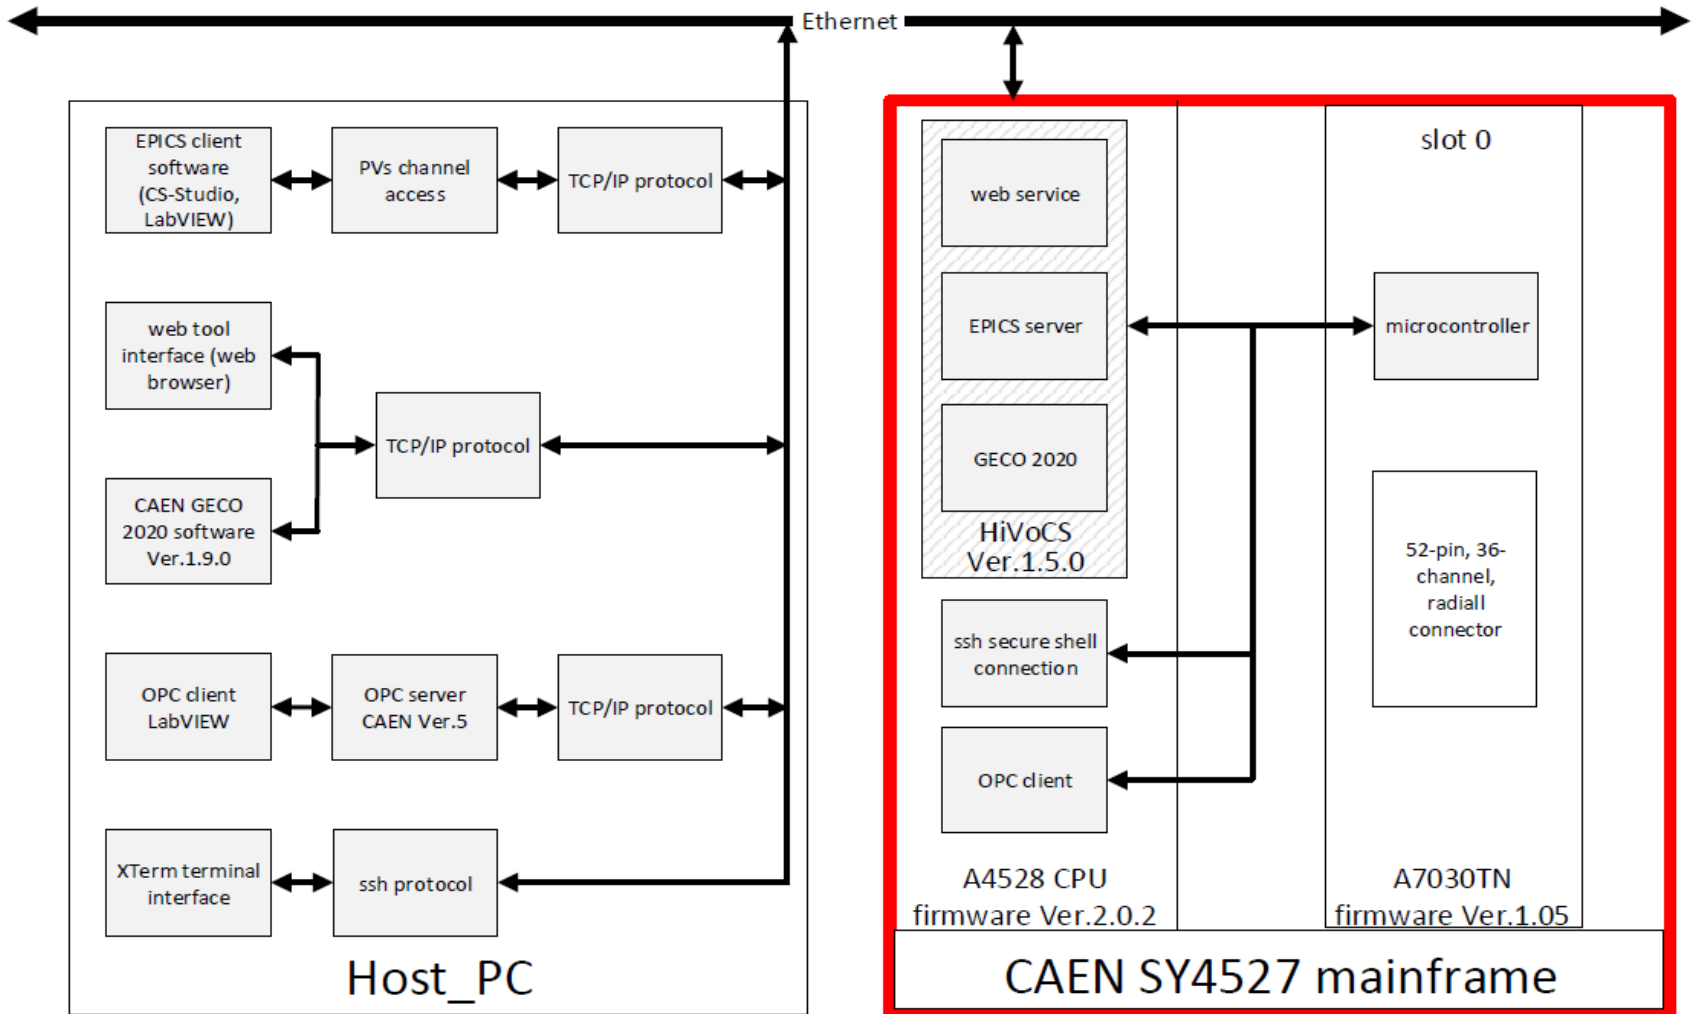 Ethernet
EPICS client
software
(CS-Studio,
LabVIEW)
PVs channel
access
TCP/IP protocol
web tool
interface (web
browser)
TCP/IP protocol
CAEN GECO
2020 software
Ver.1.9.0
OPC client
LabVIEW
OPC server
CAEN Ver.5
TCP/IP protocol
XTerm terminal
interface
ssh protocol
Host_PC
web service
EPICS server
GECO 2020
HiVoCS
Ver.1.5.0
ssh secure shell
connection
OPC client
A4528 CPU
firmware Ver.2.0.2
slot 0
microcontroller
52-pin, 36-
channel,
radiall
connector
A7030TN
firmware Ver.1.05
CAEN SY4527 mainframe